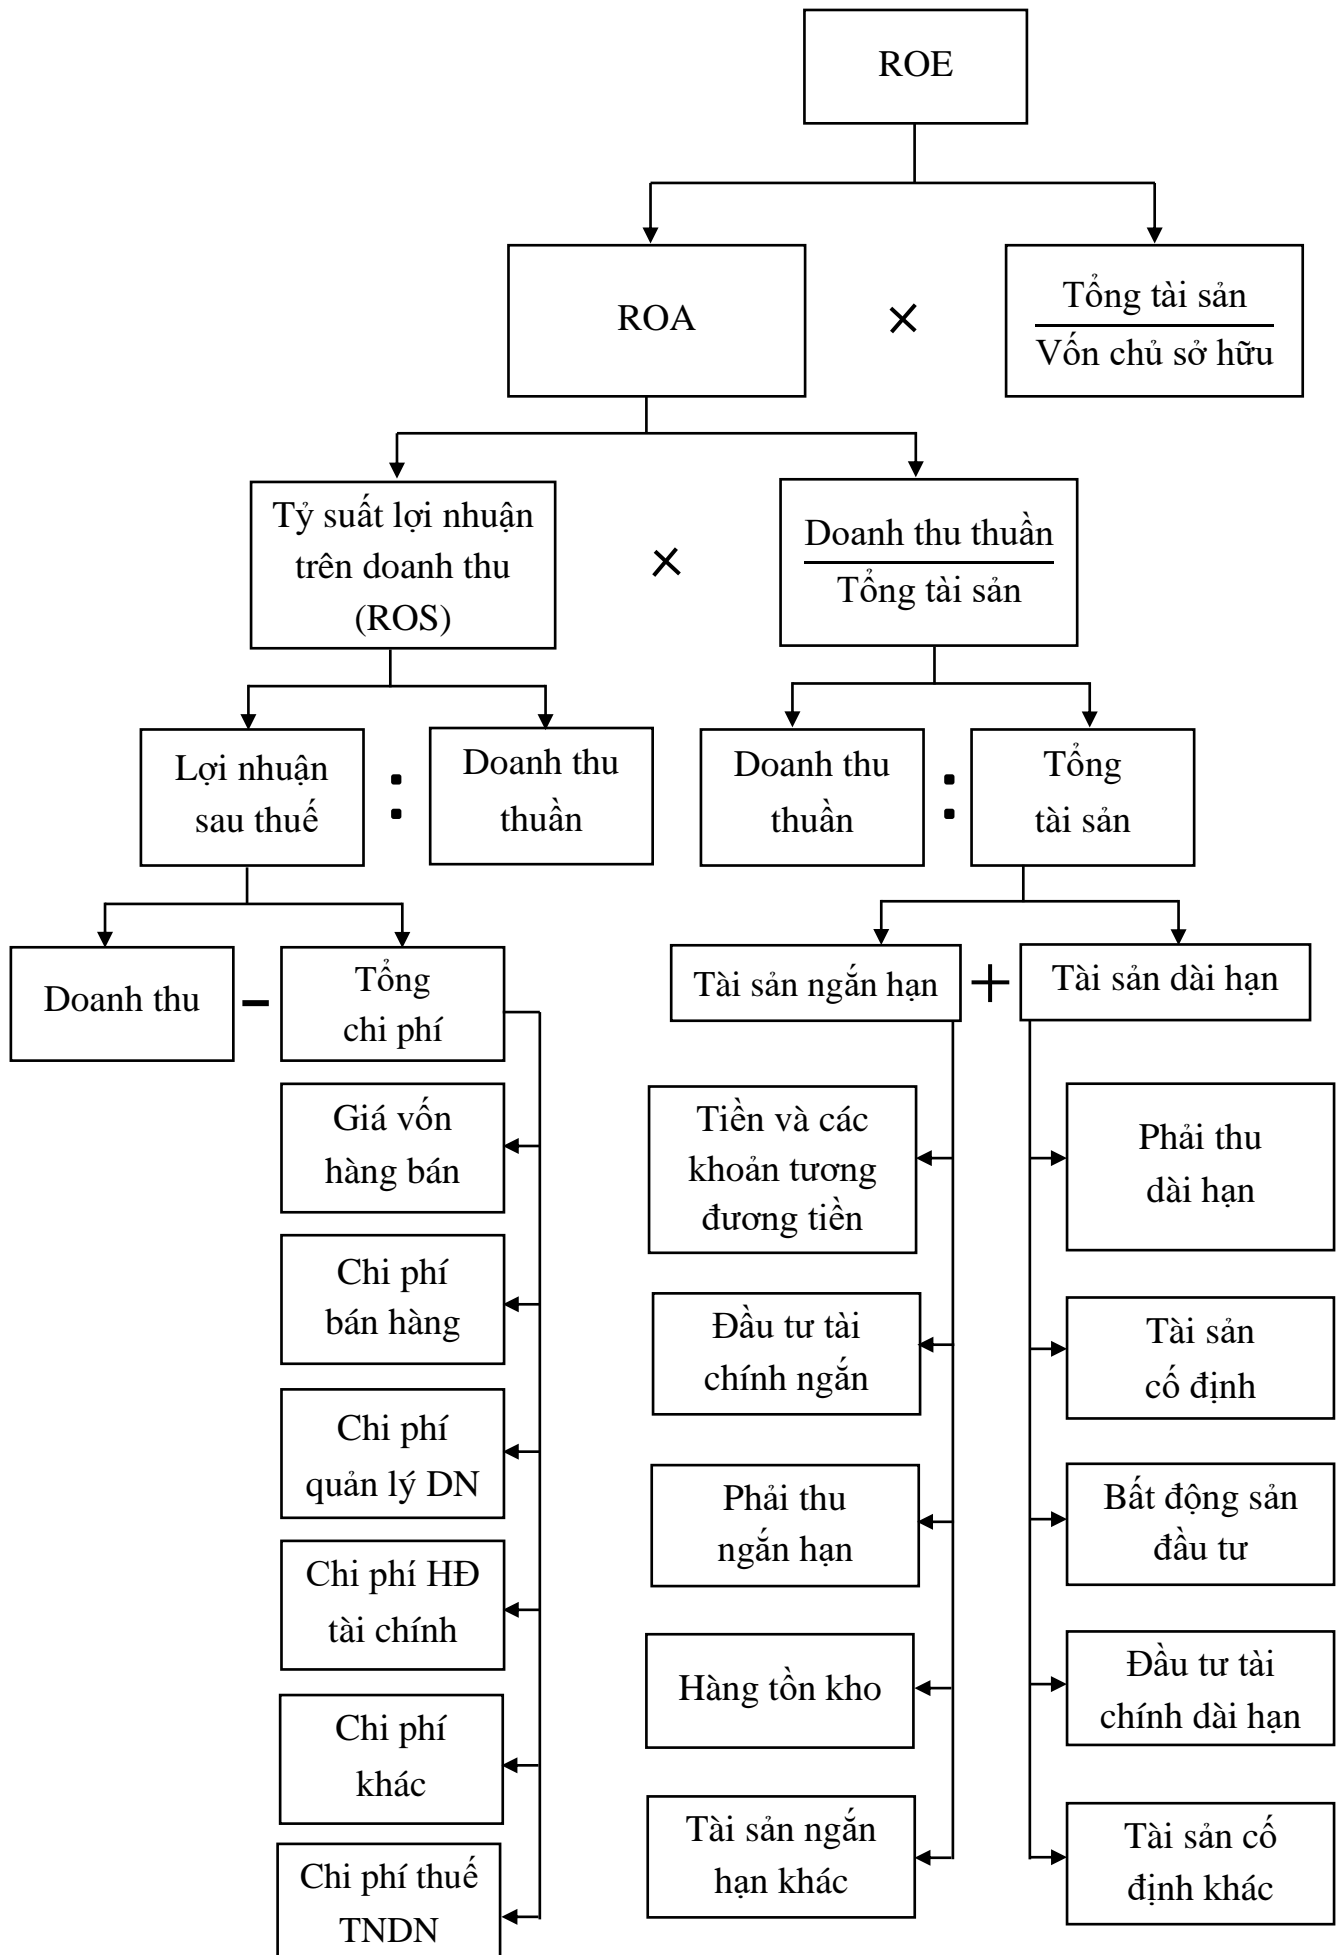 ROE
ROA
×
Tổng tài sản
Vốn chủ sở hữu
Tỷ suất lợi nhuận
trên doanh thu
(ROS)
×
Doanh thu thuần
Tổng tài sản
Lợi nhuận
sau thuế
:
Doanh thu
thuần
Doanh thu
thuần
:
Tổng
tài sản
Doanh thu
–
Tổng
chi phí
Tài sản ngắn hạn
+
Tài sản dài hạn
Giá vốn
hàng bán
Chi phí
bán hàng
Chi phí
quản lý DN
Chi phí HĐ
tài chính
Chi phí
khác
Chi phí thuế
TNDN
Tiền và các
khoản tương
đương tiền
Đầu tư tài
chính ngắn
Phải thu
ngắn hạn
Hàng tồn kho
Tài sản ngắn
hạn khác
Phải thu
dài hạn
Tài sản
cố định
Bất động sản
đầu tư
Đầu tư tài
chính dài hạn
Tài sản cố
định khác